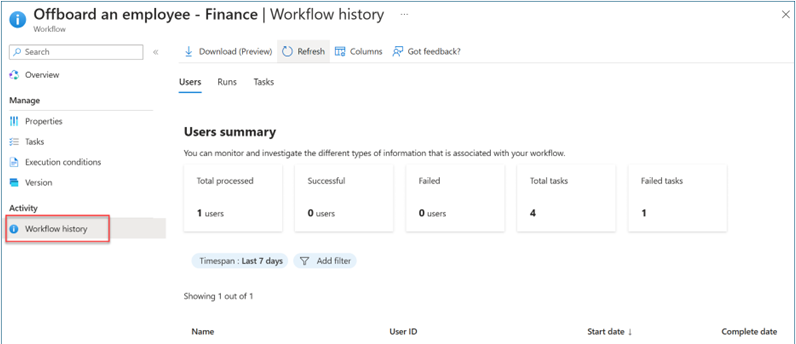 Offboard an employee - Finance | Workflow history ...
Workflow
Search
Overview
Manage
Properties
Tasks
Execution conditions
Version
Activity
Workflow history
Download (Preview) Refresh Columns Got feedback?
Users Runs Tasks
Users summary
You can monitor and investigate the different types of information that is associated with your workflow.
Total processed Successful Failed Total tasks Failed tasks
1 users 0 users 0 users 4 1
Timespan : Last 7 days Add filter
Showing 1 out of 1
Name User ID Start date ↓ Complete date